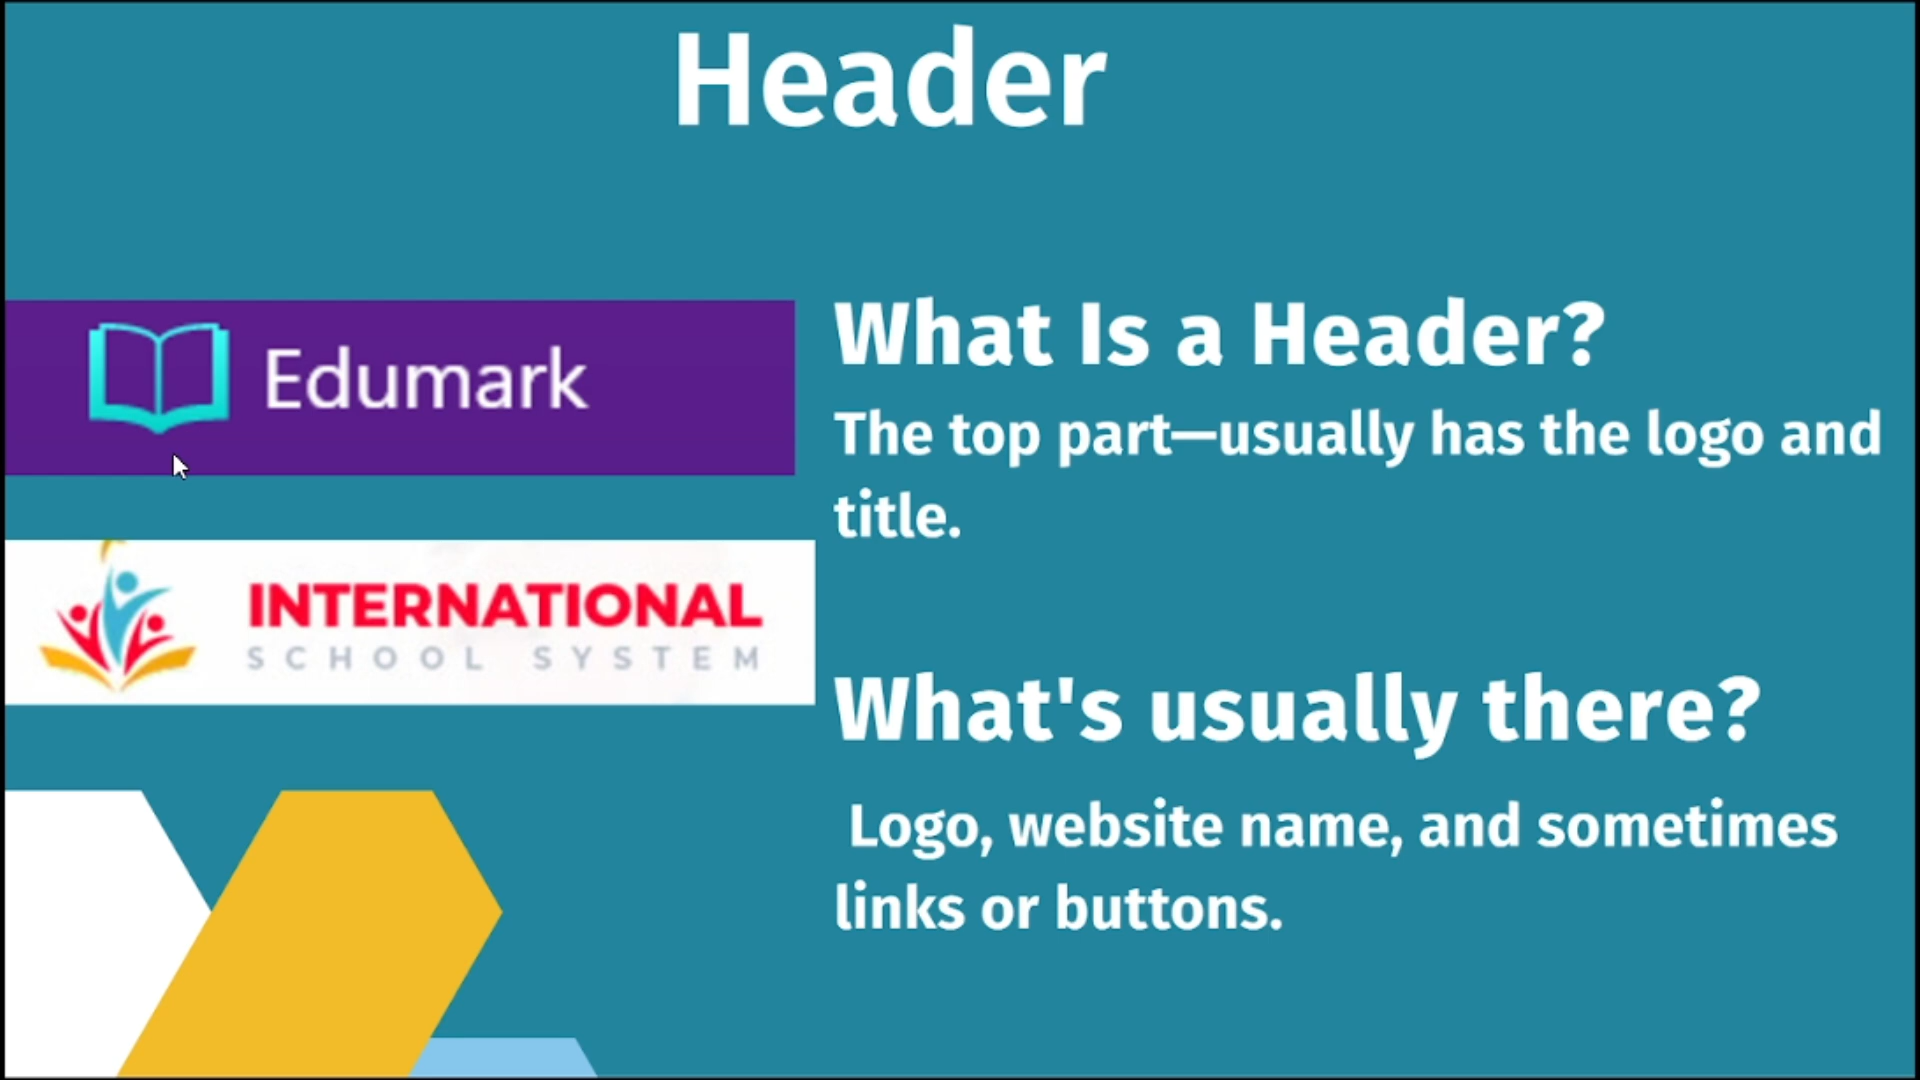 Header
Edumark
INTERNATIONAL
SCHOOL SYSTEM
What Is a Header?
The top part—usually has the logo and
title.
What's usually there?
Logo, website name, and sometimes
links or buttons.